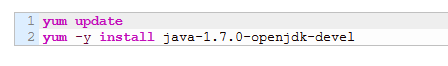 1 yum update
2 yum -y install java-1.7.0-openjdk-devel